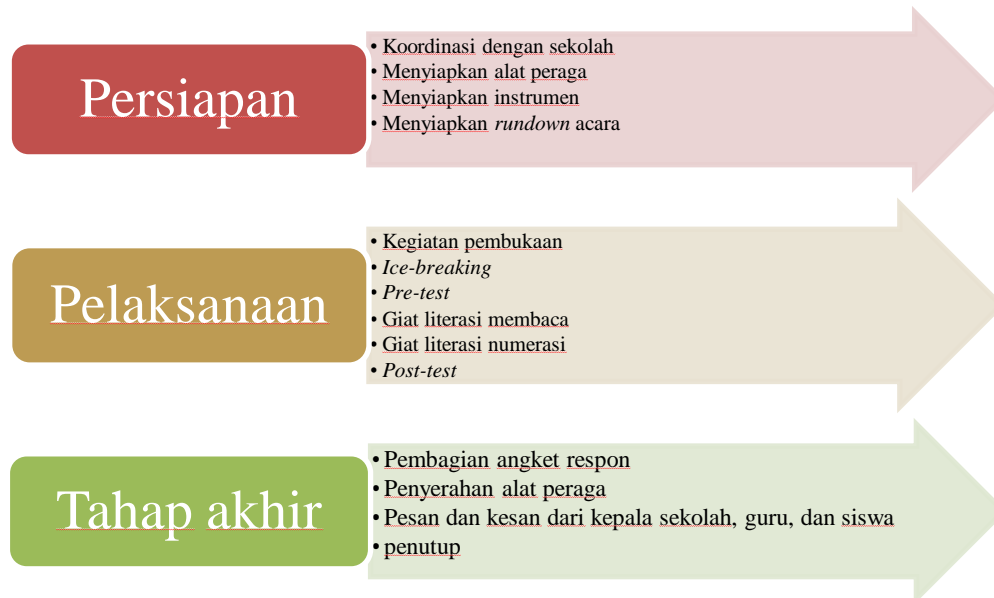 Persiapan
• Koordinasi dengan sekolah
• Menyiapkan alat peraga
• Menyiapkan instrumen
• Menyiapkan rundown acara
Pelaksanaan
• Kegiatan pembukaan
• Ice-breaking
• Pre-test
• Giat literasi membaca
• Giat literasi numerasi
• Post-test
Tahap akhir
• Pembagian angket respon
• Penyerahan alat peraga
• Pesan dan kesan dari kepala sekolah, guru, dan siswa
• penutup